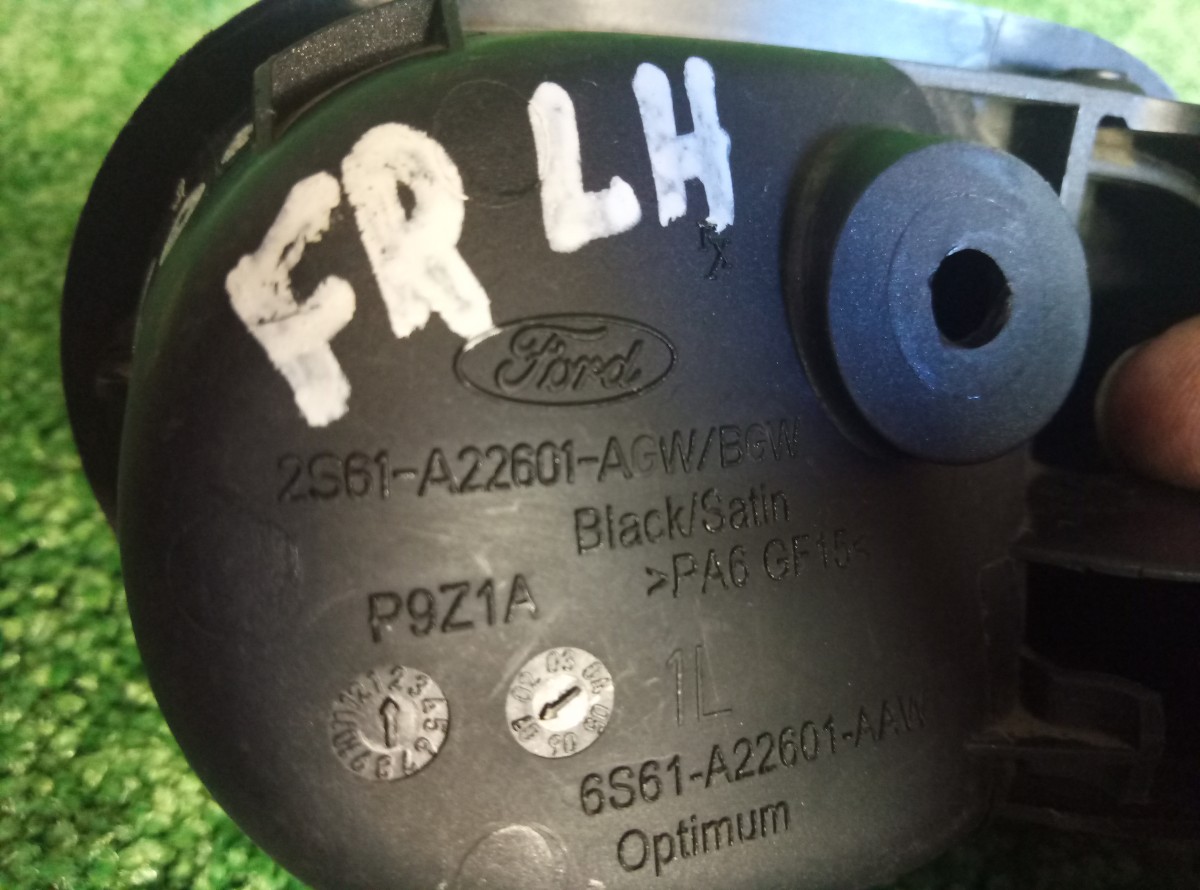 FR LH
Ford
2S61-A22601-AGW/BGW
Black/Satin
>PA6 GF15<
P9Z1A
1L
6S61-A22601-AAW
Optimum